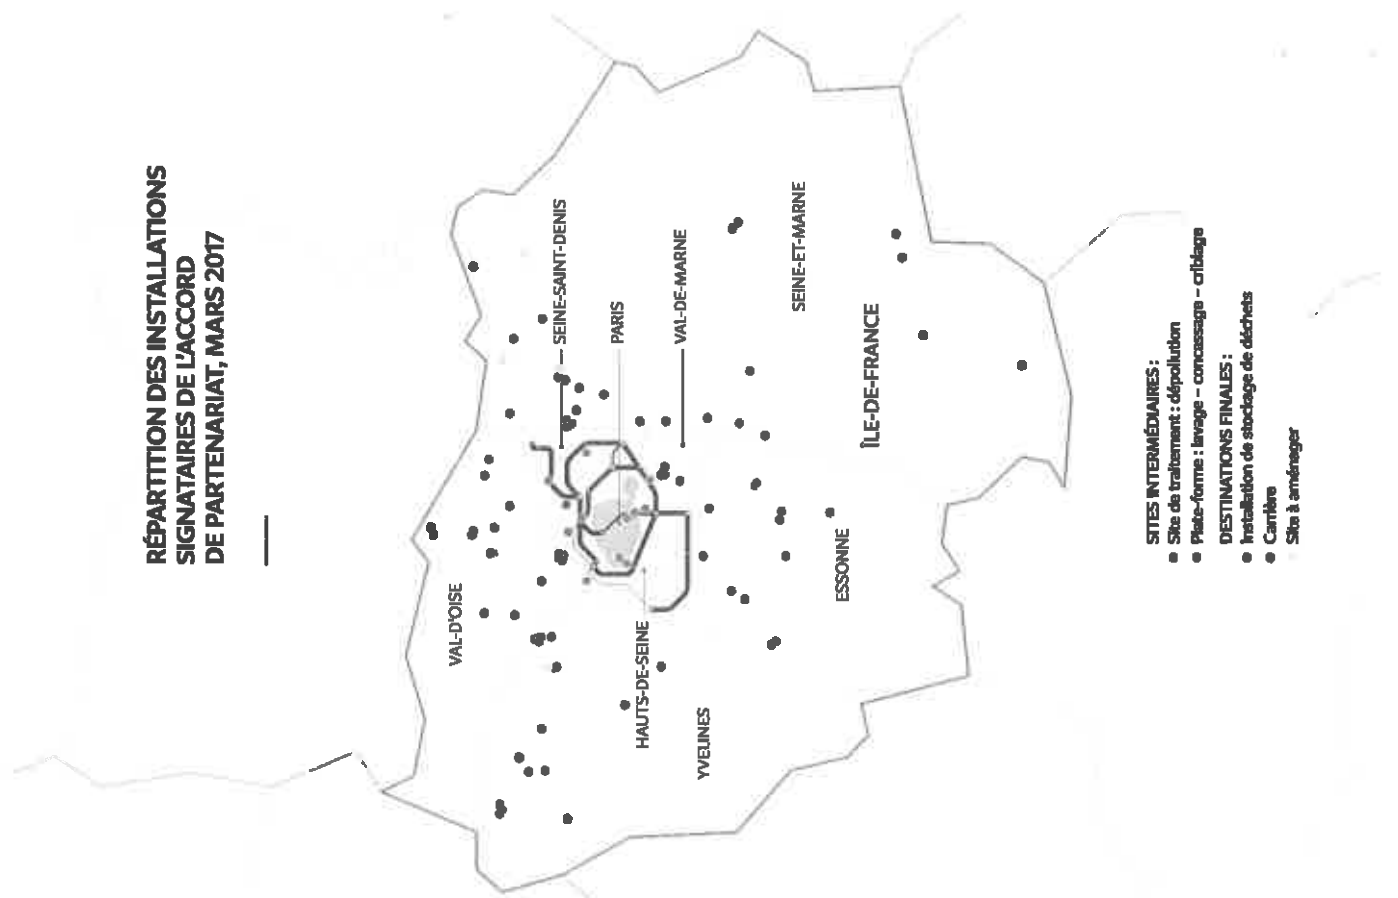 RÉPARTITION DES INSTALLATIONS
SIGNATAIRES DE L'ACCORD
DE PARTENARIAT, MARS 2017
VAL-D'OISE
SEINE-SAINT-DENIS
PARIS
HAUTS-DE-SEINE
VAL-DE-MARNE
YVELINES
SEINE-ET-MARNE
ESSONNE
ÎLE-DE-FRANCE
SITES INTERMÉDIAIRES :
Site de traitement : dépollution
Plate-forme : lavage – concassage – criblage
DESTINATIONS FINALES :
Installation de stockage de déchets
Carrière
Site à aménager